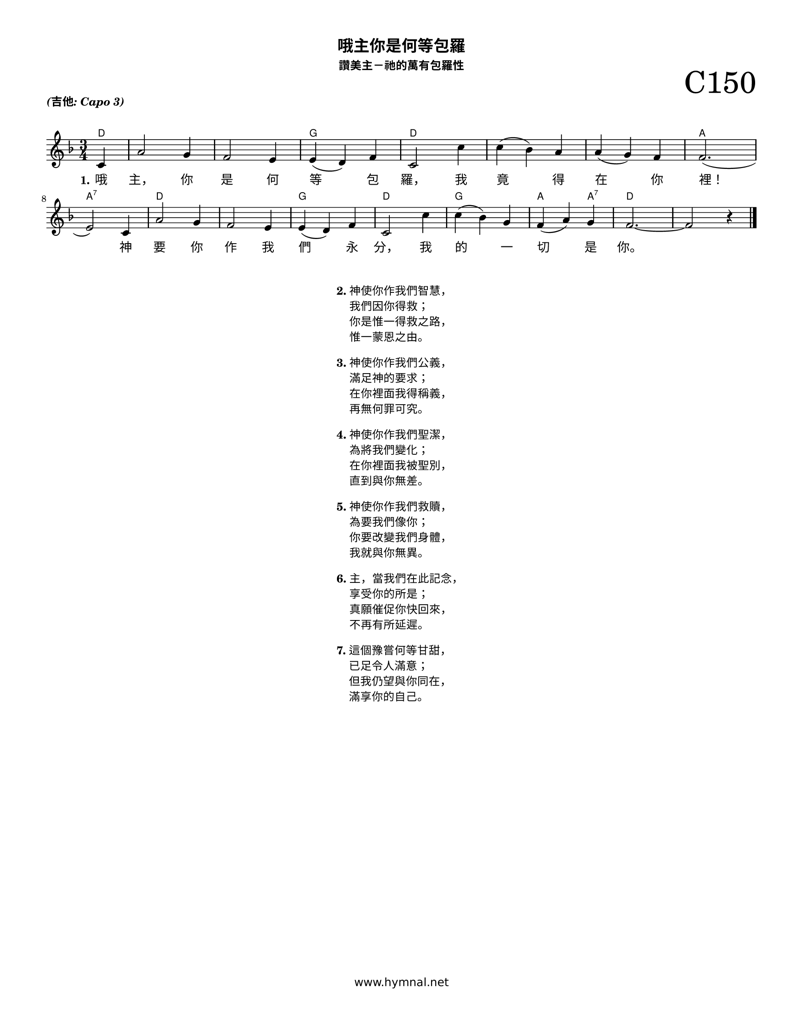 哦主你是何等包羅
讚美主－祂的萬有包羅性
C150
(吉他: Capo 3)
D G D A
3
4
1. 哦 主， 你 是 何 等 包 羅， 我 竟 得 在 你 裡！
8 A7 D G D G A A7 D
神 要 你 作 我 們 永 分， 我 的 一 切 是 你。
2. 神使你作我們智慧，
我們因你得救；
你是惟一得救之路，
惟一蒙恩之由。
3. 神使你作我們公義，
滿足神的要求；
在你裡面我得稱義，
再無何罪可究。
4. 神使你作我們聖潔，
為將我們變化；
在你裡面我被聖別，
直到與你無差。
5. 神使你作我們救贖，
為要我們像你；
你要改變我們身體，
我就與你無異。
6. 主，當我們在此記念，
享受你的所是；
真願催促你快回來，
不再有所延遲。
7. 這個豫嘗何等甘甜，
已足令人滿意；
但我仍望與你同在，
滿享你的自己。
www.hymnal.net